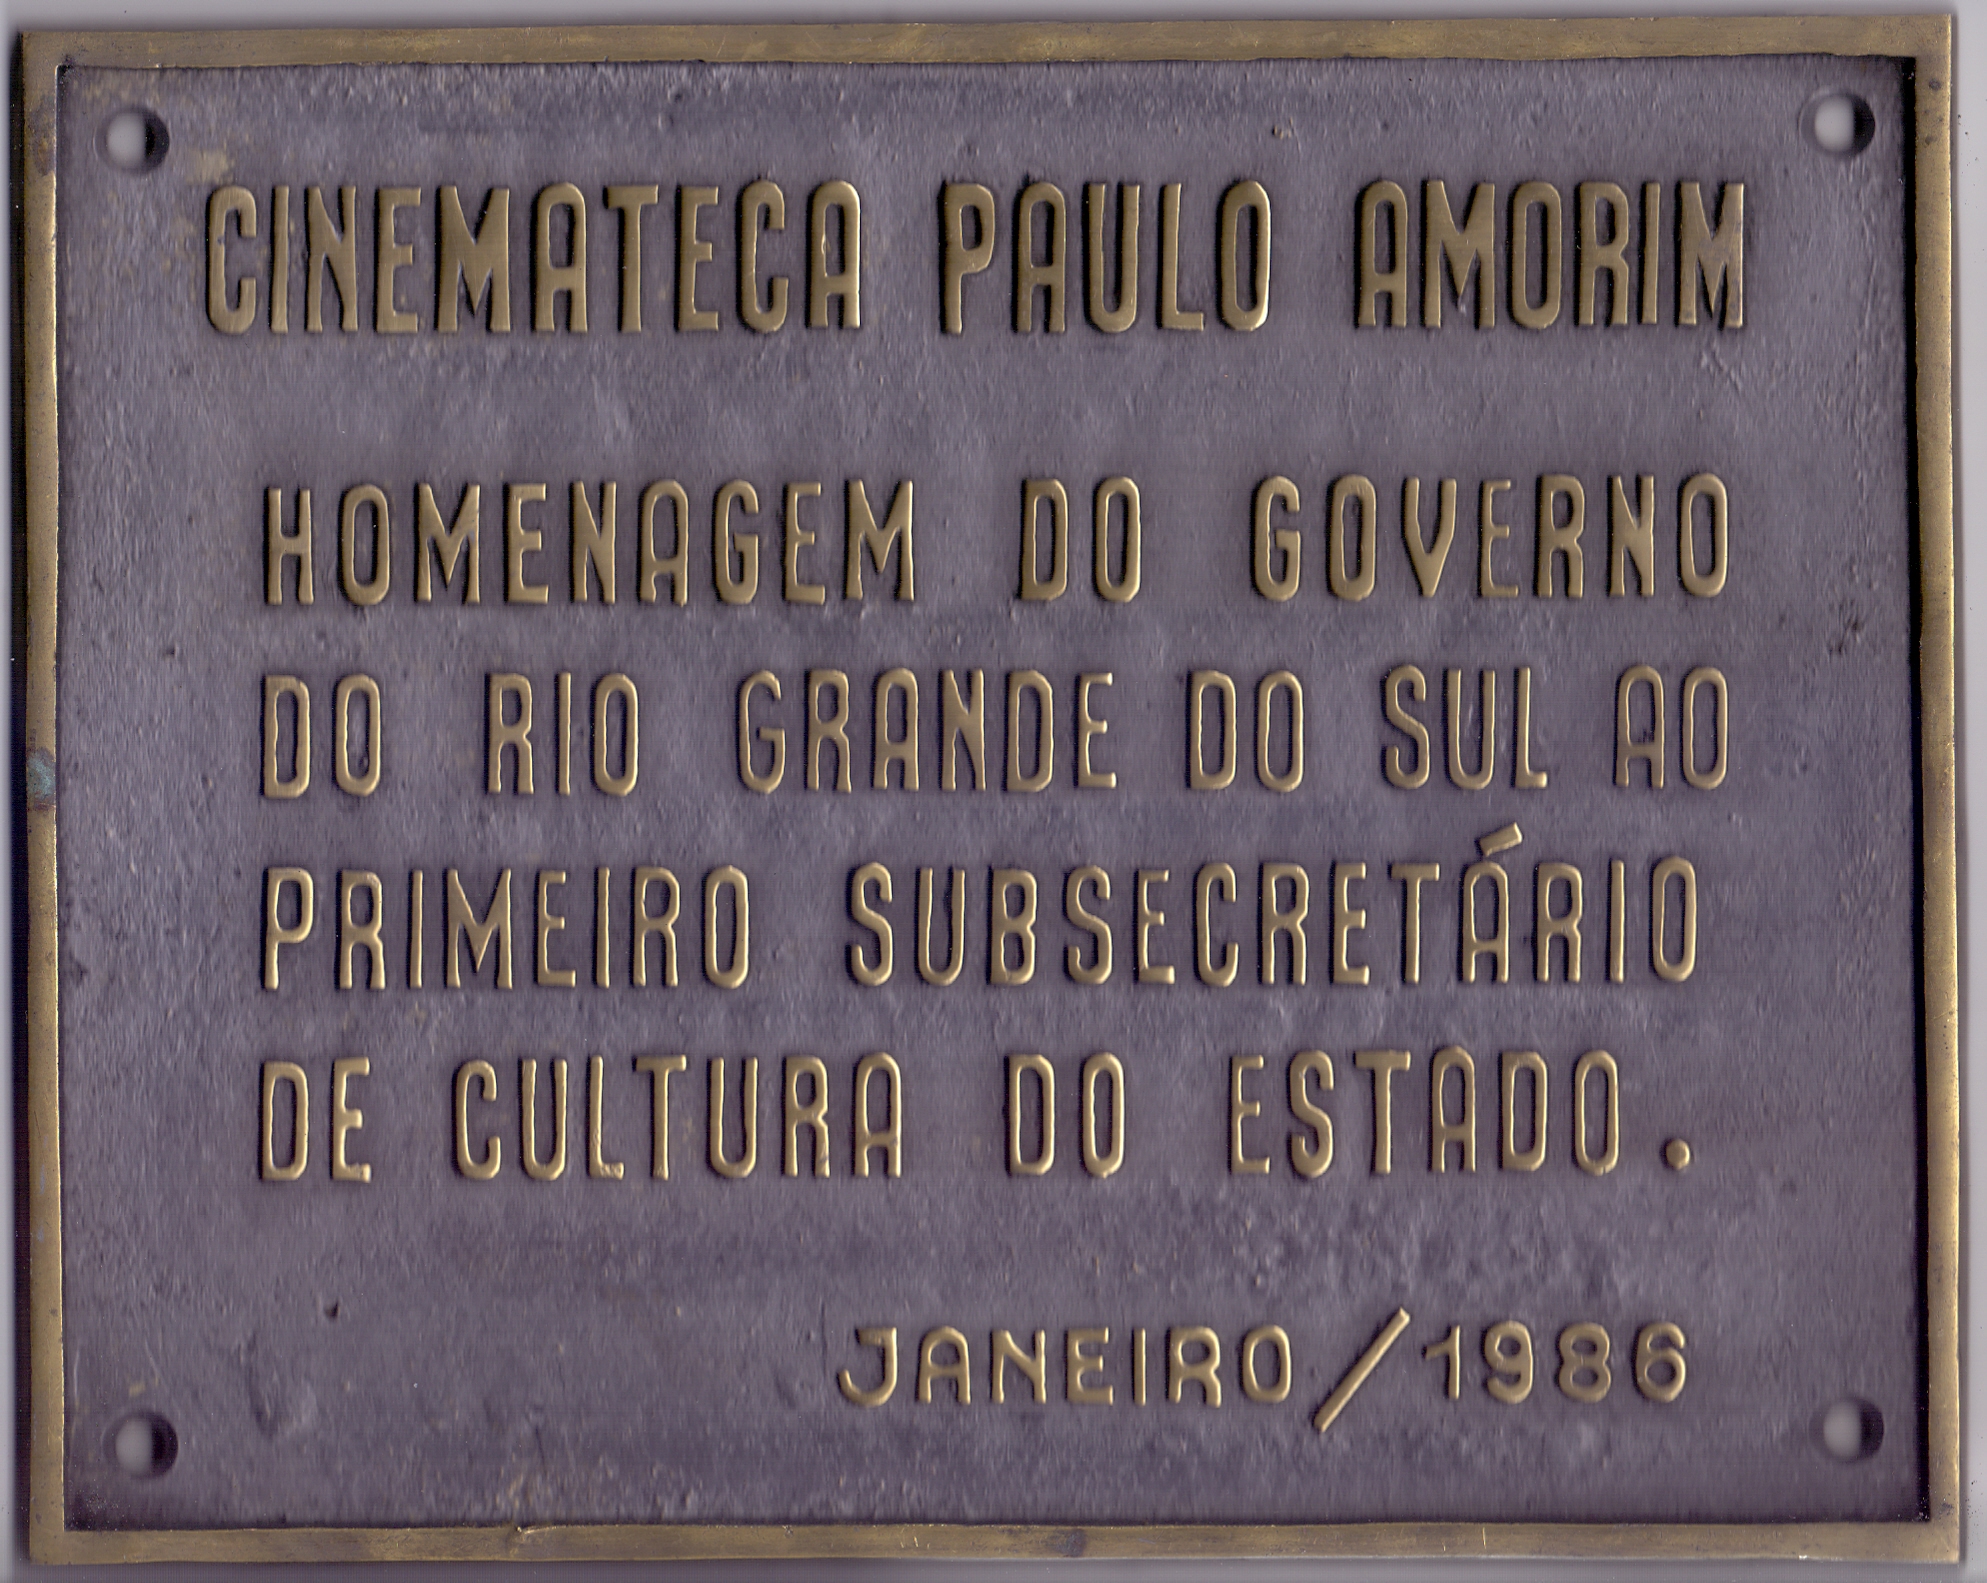 CINEMATECA PAULO AMORIM
HOMENAGEM DO GOVERNO
DO RIO GRANDE DO SUL AO
PRIMEIRO SUBSECRETÁRIO
DE CULTURA DO ESTADO.
JANEIRO/1986